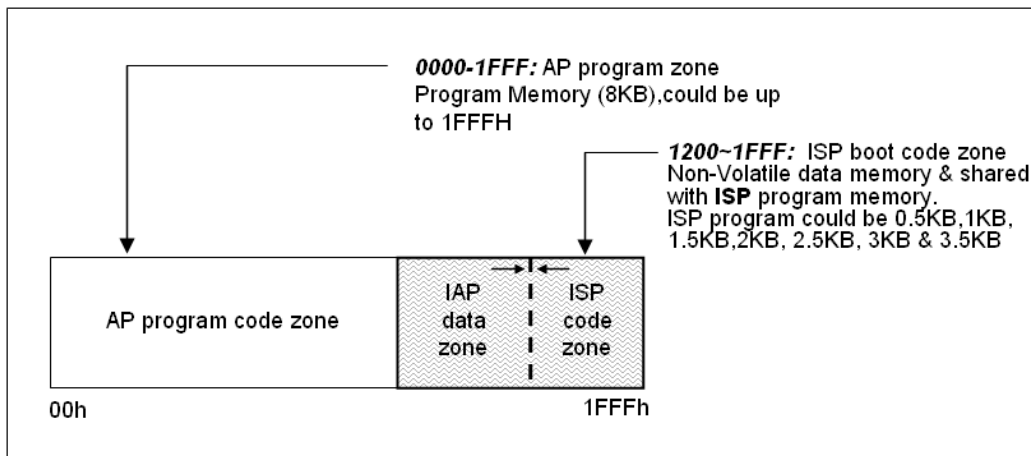 0000-1FFF: AP program zone
Program Memory (8KB),could be up
to 1FFFH
1200~1FFF: ISP boot code zone
Non-Volatile data memory & shared
with ISP program memory.
ISP program could be 0.5KB,1KB,
1.5KB,2KB, 2.5KB, 3KB & 3.5KB
AP program code zone
IAP
data
zone
ISP
code
zone
00h
1FFFh